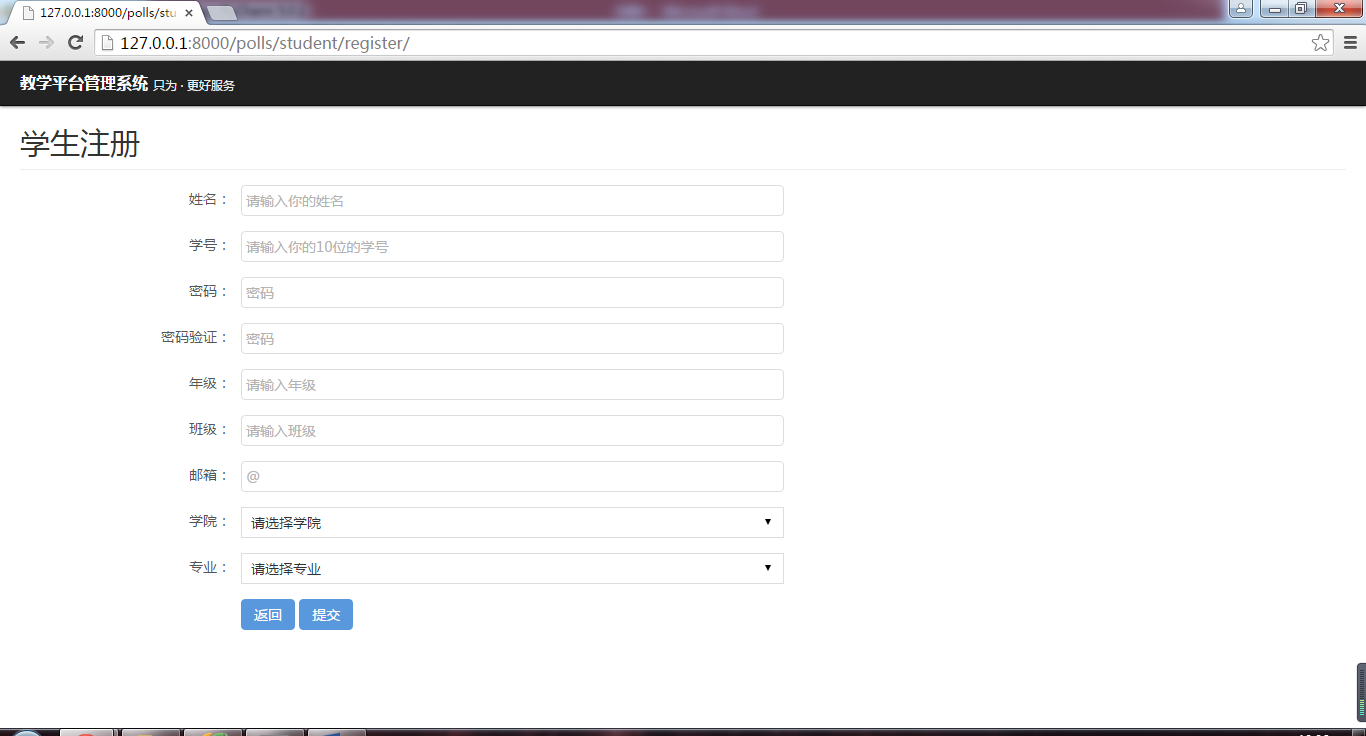 127.0.0.1:8000/polls/stu
127.0.0.1:8000/polls/student/register/
教学平台管理系统 只为 · 更好服务
学生注册
姓名： 请输入你的姓名
学号： 请输入你的10位的学号
密码： 密码
密码验证： 密码
年级： 请输入年级
班级： 请输入班级
邮箱： @
学院： 请选择学院
专业： 请选择专业
返回 提交